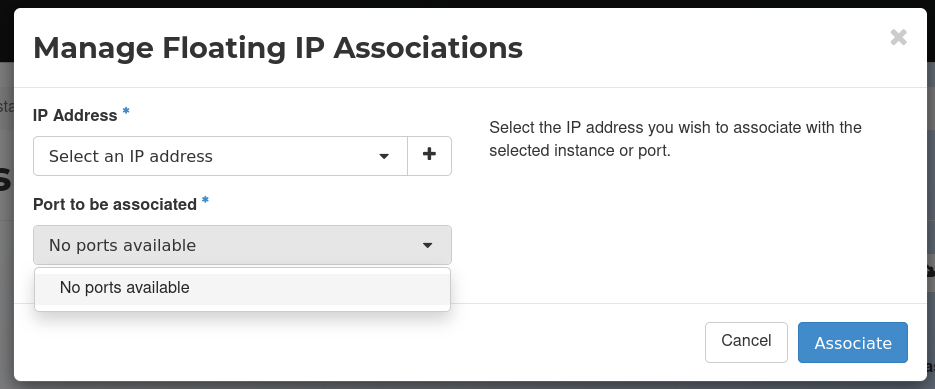 Manage Floating IP Associations
×
IP Address *
Select an IP address
+
Select the IP address you wish to associate with the
selected instance or port.
Port to be associated *
No ports available
No ports available
Cancel
Associate